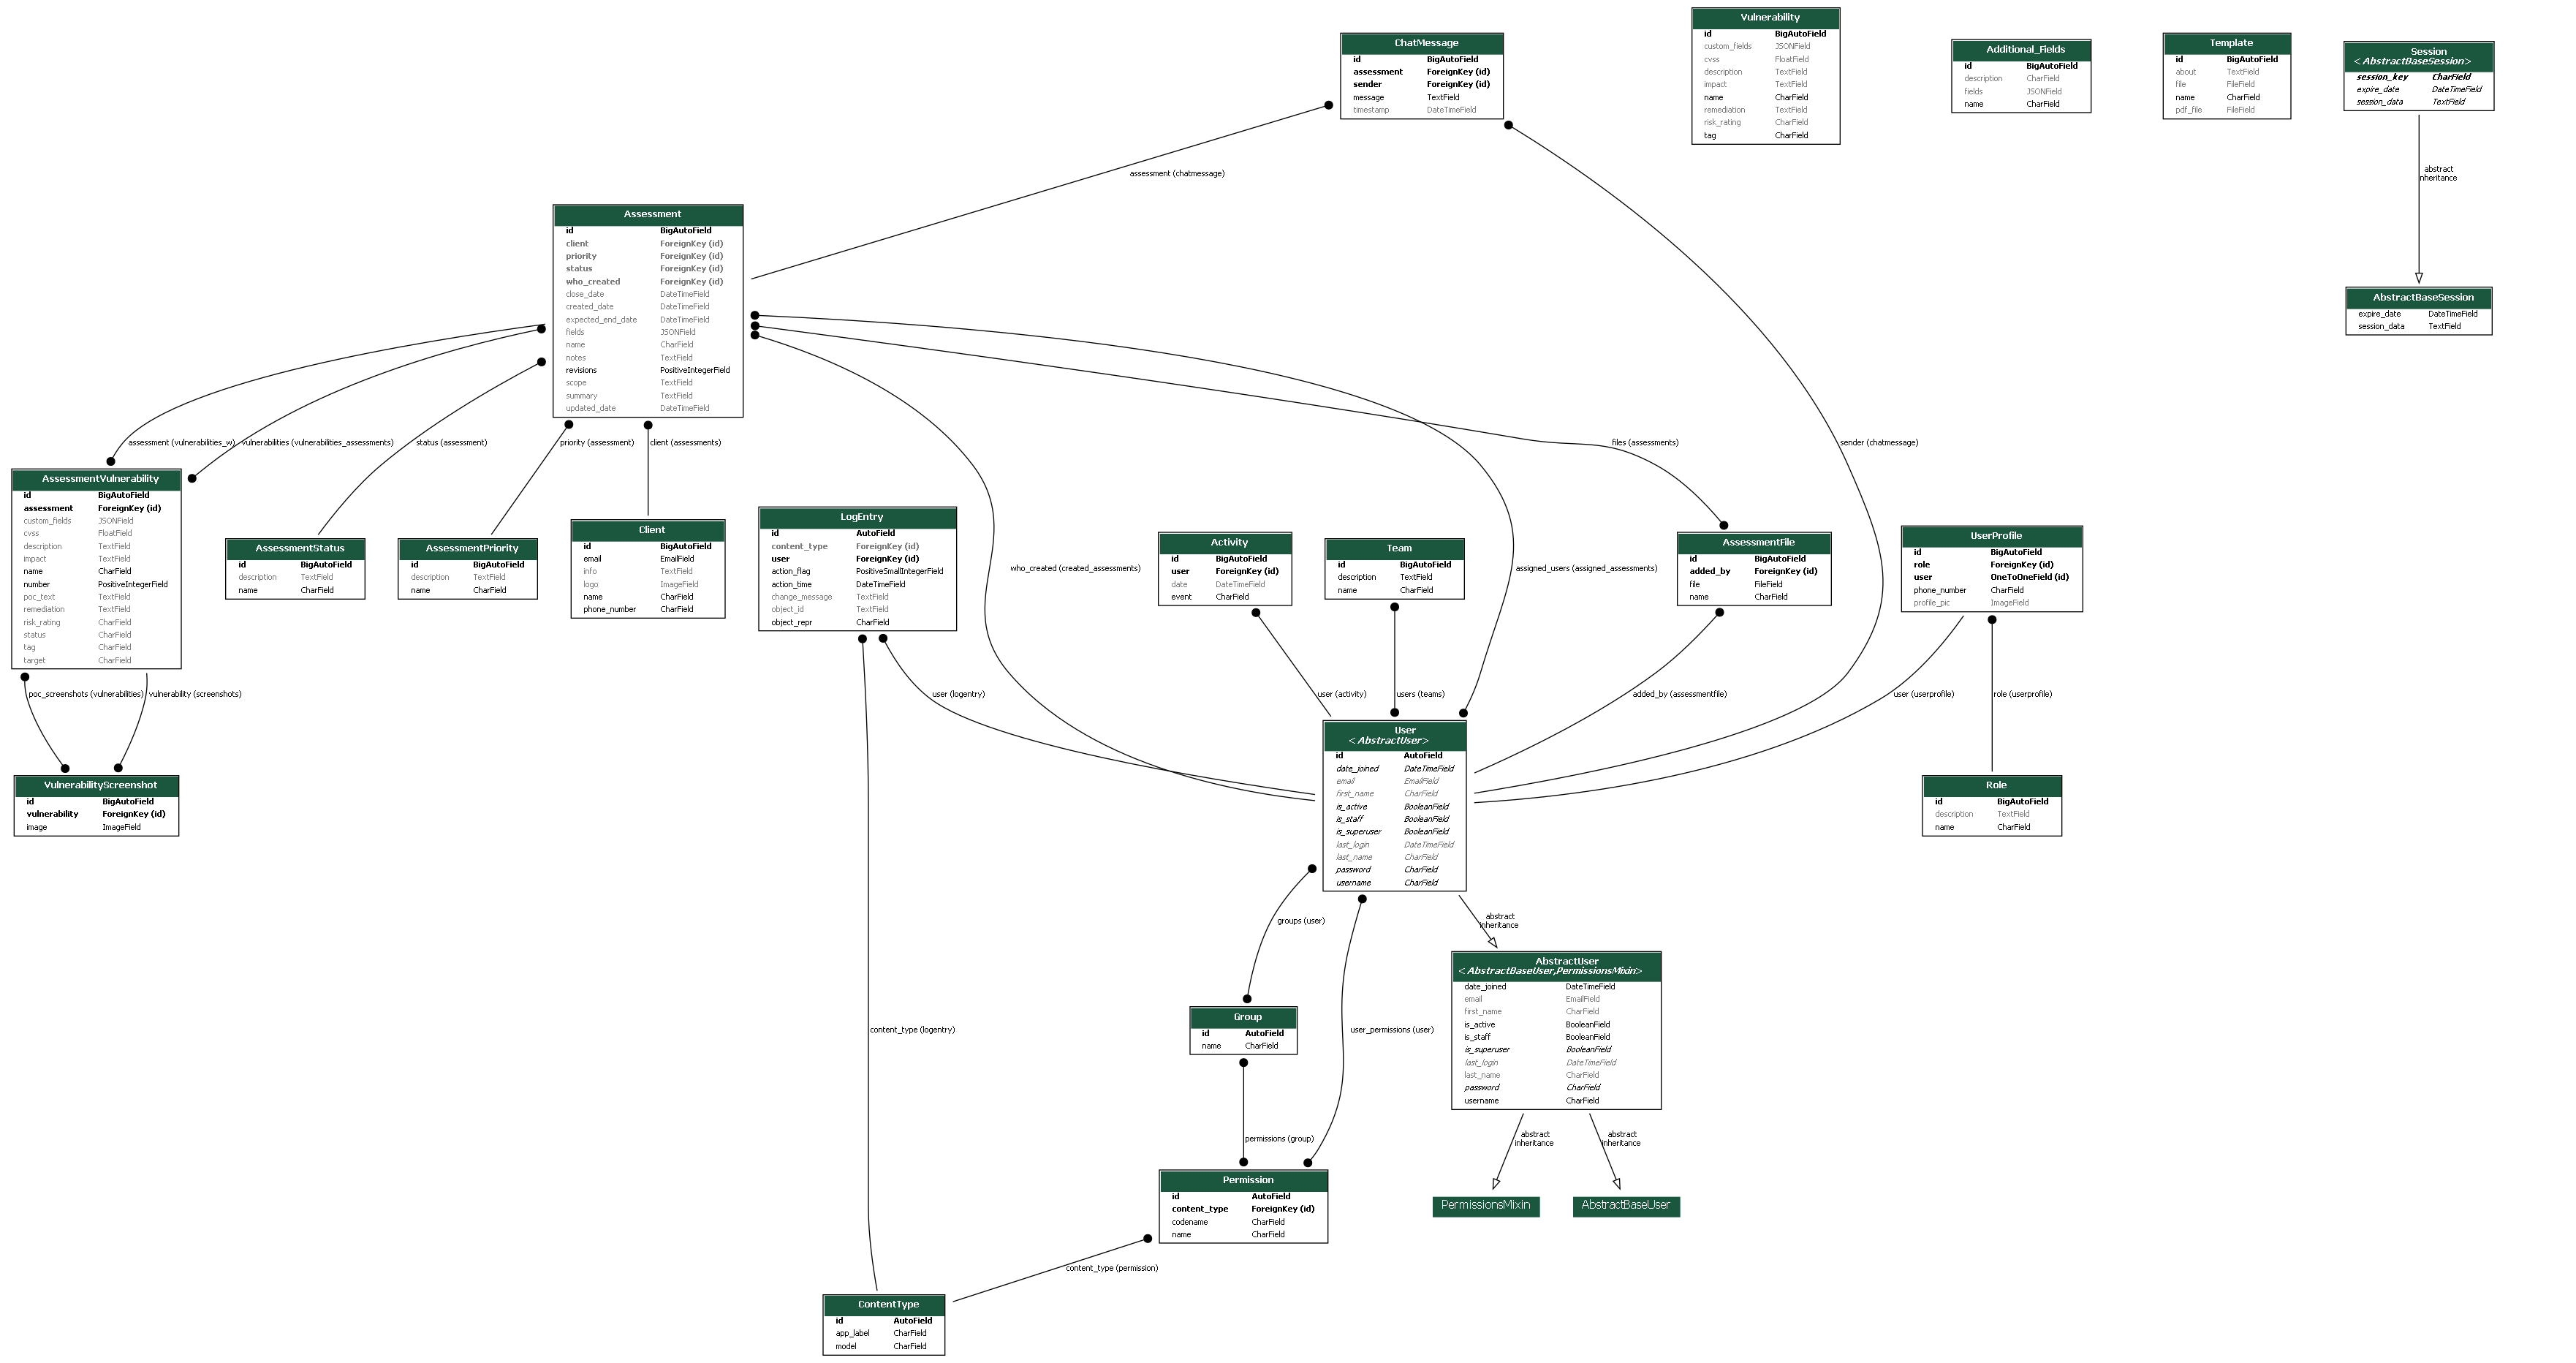 ChatMessage
id BigAutoField
assessment ForeignKey (id)
sender ForeignKey (id)
message TextField
timestamp DateTimeField
Vulnerability
id BigAutoField
custom_fields JSONField
cvss FloatField
description TextField
impact TextField
name CharField
remediation TextField
risk_rating CharField
tag CharField
Additional_Fields
id BigAutoField
description CharField
fields JSONField
name CharField
Template
id BigAutoField
about TextField
file FileField
name CharField
pdf_file FileField
Session
<AbstractBaseSession>
session_key CharField
expire_date DateTimeField
session_data TextField
assessment (chatmessage)
abstract
inheritance
Assessment
id BigAutoField
client ForeignKey (id)
priority ForeignKey (id)
status ForeignKey (id)
who_created ForeignKey (id)
close_date DateTimeField
created_date DateTimeField
expected_end_date DateTimeField
fields JSONField
name CharField
notes TextField
revisions PositiveIntegerField
scope TextField
summary TextField
updated_date DateTimeField
AbstractBaseSession
expire_date DateTimeField
session_data TextField
assessment (vulnerabilities_w)
vulnerabilities (vulnerabilities_assessments)
status (assessment)
priority (assessment)
client (assessments)
files (assessments)
sender (chatmessage)
AssessmentVulnerability
id BigAutoField
assessment ForeignKey (id)
custom_fields JSONField
cvss FloatField
description TextField
impact TextField
name CharField
number PositiveIntegerField
poc_text TextField
remediation TextField
risk_rating CharField
status CharField
tag CharField
target CharField
AssessmentStatus
id BigAutoField
description TextField
name CharField
AssessmentPriority
id BigAutoField
description TextField
name CharField
Client
id BigAutoField
email EmailField
info TextField
logo ImageField
name CharField
phone_number CharField
LogEntry
id AutoField
content_type ForeignKey (id)
user ForeignKey (id)
action_flag PositiveSmallIntegerField
action_time DateTimeField
change_message TextField
object_id TextField
object_repr CharField
who_created (created_assessments)
Activity
id BigAutoField
user ForeignKey (id)
date DateTimeField
event CharField
Team
id BigAutoField
description TextField
name CharField
assigned_users (assigned_assessments)
AssessmentFile
id BigAutoField
added_by ForeignKey (id)
file FileField
name CharField
UserProfile
id BigAutoField
role ForeignKey (id)
user OneToOneField (id)
phone_number CharField
profile_pic ImageField
poc_screenshots (vulnerabilities)
vulnerability (screenshots)
user (logentry)
user (activity)
users (teams)
added_by (assessmentfile)
user (userprofile)
role (userprofile)
VulnerabilityScreenshot
id BigAutoField
vulnerability ForeignKey (id)
image ImageField
User
<AbstractUser>
id AutoField
date_joined DateTimeField
email EmailField
first_name CharField
is_active BooleanField
is_staff BooleanField
is_superuser BooleanField
last_login DateTimeField
last_name CharField
password CharField
username CharField
Role
id BigAutoField
description TextField
name CharField
groups (user)
abstract
inheritance
AbstractUser
<AbstractBaseUser,PermissionsMixin>
date_joined DateTimeField
email EmailField
first_name CharField
is_active BooleanField
is_staff BooleanField
is_superuser BooleanField
last_login DateTimeField
last_name CharField
password CharField
username CharField
Group
id AutoField
name CharField
content_type (logentry)
user_permissions (user)
permissions (group)
abstract
inheritance
abstract
inheritance
Permission
id AutoField
content_type ForeignKey (id)
codename CharField
name CharField
PermissionsMixin
AbstractBaseUser
content_type (permission)
ContentType
id AutoField
app_label CharField
model CharField